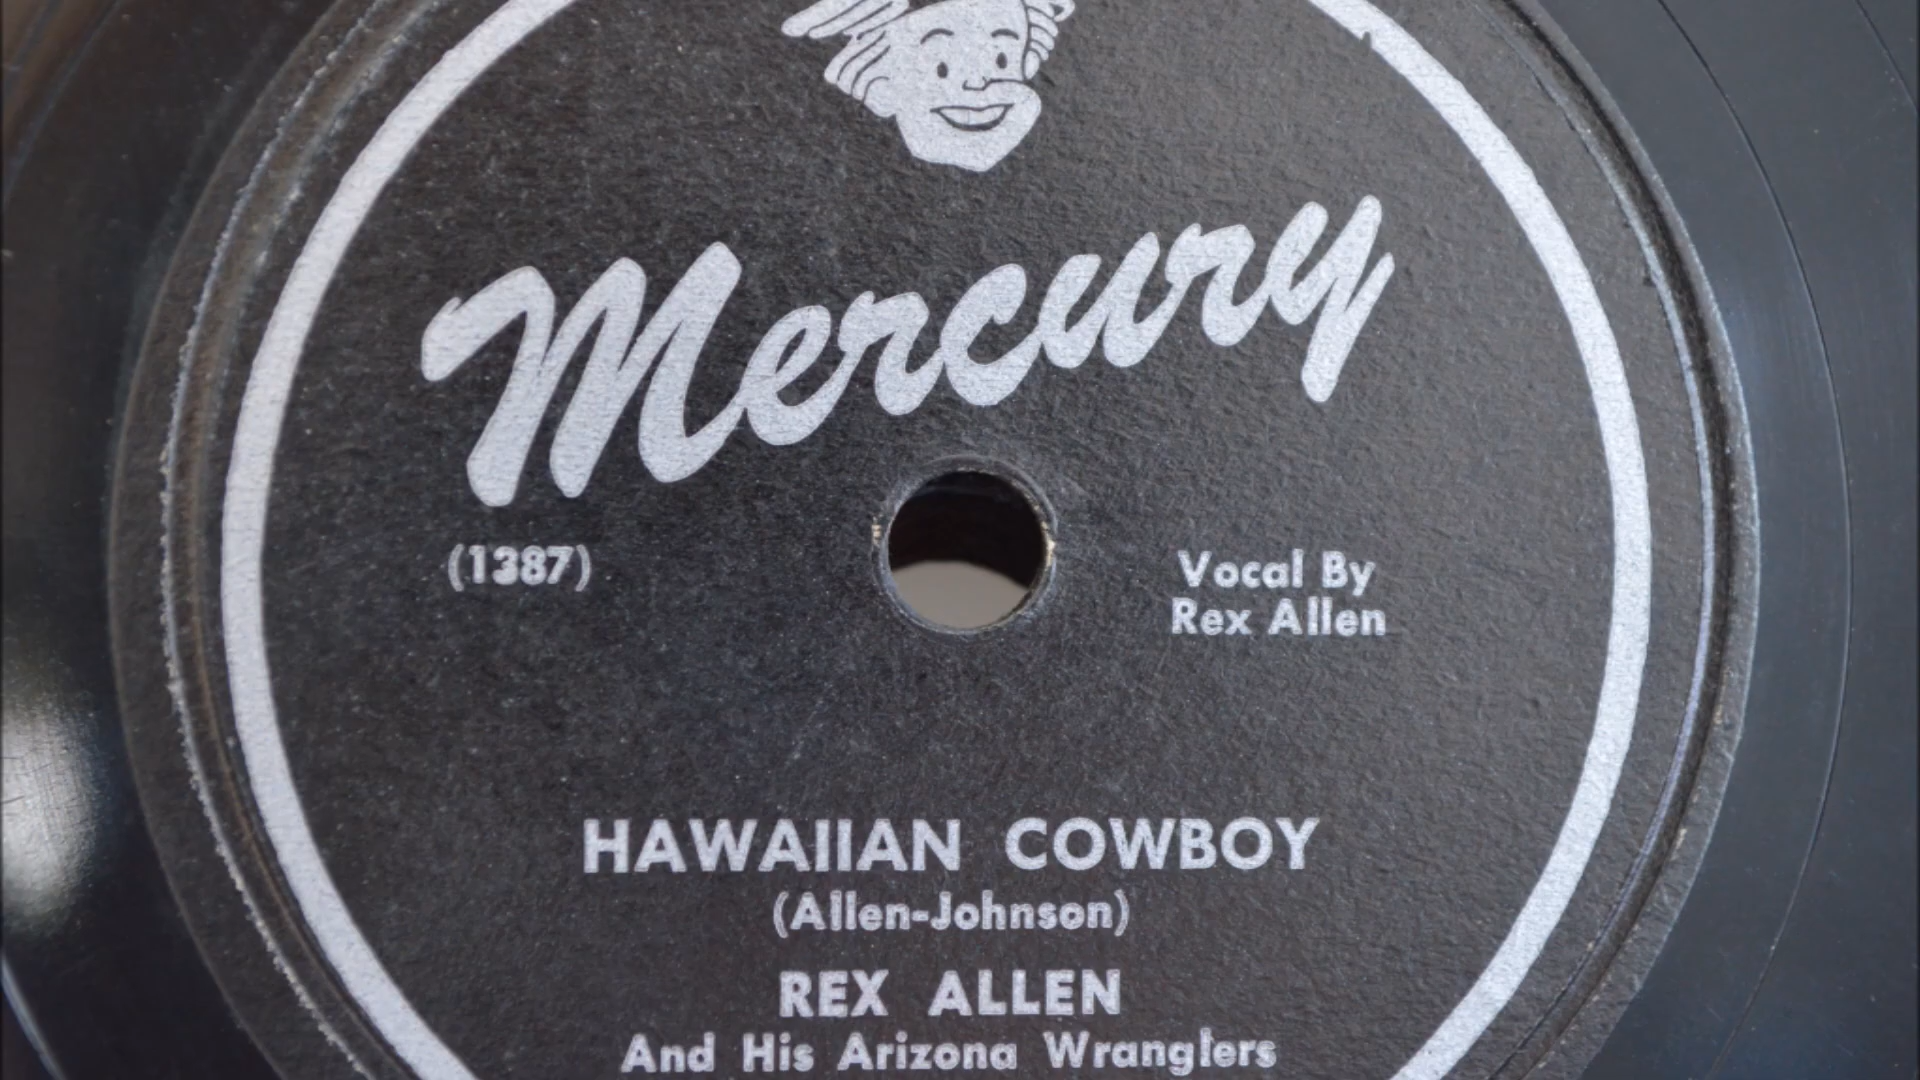 Mercury
(1387)
Vocal By
Rex Allen
HAWAIIAN COWBOY
(Allen-Johnson)
REX ALLEN
And His Arizona Wranglers